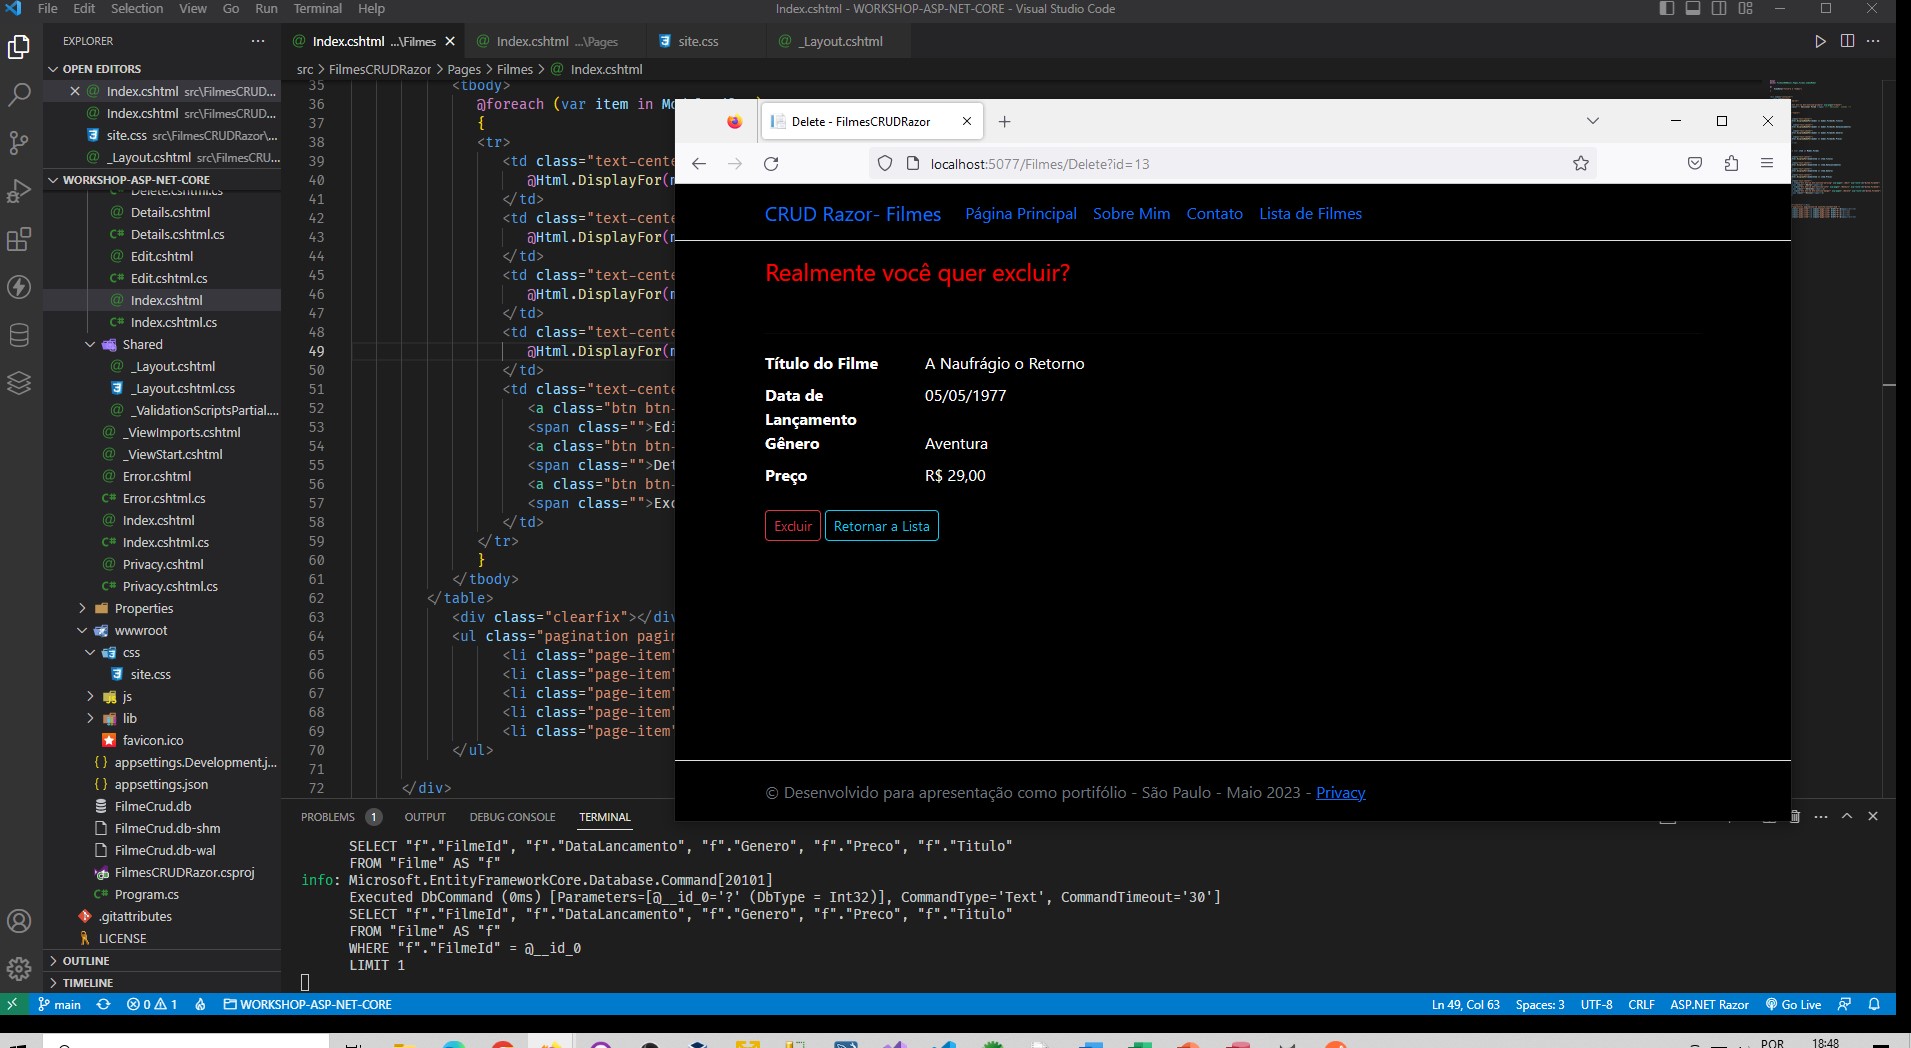 File Edit Selection View Go Run Terminal Help
Index.cshtml - WORKSHOP-ASP-NET-CORE - Visual Studio Code
EXPLORER
OPEN EDITORS
Index.cshtml src\FilmesCRUD...
Index.cshtml src\FilmesCRUD...
site.css src\FilmesCRUDRazor\...
_Layout.cshtml src\FilmesCRU...
WORKSHOP-ASP-NET-CORE
Delete.cshtml.cs
Details.cshtml
Details.cshtml.cs
Edit.cshtml
Edit.cshtml.cs
Index.cshtml
Index.cshtml.cs
Shared
_Layout.cshtml
_Layout.cshtml.css
_ValidationScriptsPartial....
_ViewImports.cshtml
_ViewStart.cshtml
Error.cshtml
Error.cshtml.cs
Index.cshtml
Index.cshtml.cs
Privacy.cshtml
Privacy.cshtml.cs
Properties
wwwroot
css
site.css
js
lib
favicon.ico
appsettings.Development.j...
appsettings.json
FilmeCrud.db
FilmeCrud.db-shm
FilmeCrud.db-wal
FilmesCRUDRazor.csproj
Program.cs
.gitattributes
LICENSE
OUTLINE
TIMELINE
Index.cshtml ...\Filmes
Index.cshtml ...\Pages
site.css
_Layout.cshtml
src > FilmesCRUDRazor > Pages > Filmes > Index.cshtml
35 <tbody>
36 @foreach (var item in
37 {
38 <tr>
39 <td class="text-cente
40 @Html.DisplayFor(m
41 </td>
42 <td class="text-cente
43 @Html.DisplayFor(m
44 </td>
45 <td class="text-cente
46 @Html.DisplayFor(m
47 </td>
48 <td class="text-cente
49 @Html.DisplayFor(m
50 </td>
51 <td class="text-cente
52 <a class="btn btn-
53 <span class="">Edi
54 <a class="btn btn-
55 <span class="">Det
56 <a class="btn btn-
57 <span class="">Exc
58 </td>
59 </tr>
60 }
61 </tbody>
62 </table>
63 <div class="clearfix"></div
64 <ul class="pagination pagin
65 <li class="page-item"
66 <li class="page-item"
67 <li class="page-item"
68 <li class="page-item"
69 <li class="page-item"
70 </ul>
71
72 </div>
Delete - FilmesCRUDRazor
localhost:5077/Filmes/Delete?id=13
CRUD Razor- Filmes Página Principal Sobre Mim Contato Lista de Filmes
Realmente você quer excluir?
Título do Filme A Naufrágio o Retorno
Data de Lançamento 05/05/1977
Gênero Aventura
Preço R$ 29,00
Excluir Retornar a Lista
© Desenvolvido para apresentação como portifólio - São Paulo - Maio 2023 - Privacy
PROBLEMS 1 OUTPUT DEBUG CONSOLE TERMINAL
SELECT "f"."FilmeId", "f"."DataLancamento", "f"."Genero", "f"."Preco", "f"."Titulo"
FROM "Filme" AS "f"
info: Microsoft.EntityFrameworkCore.Database.Command[20101]
Executed DbCommand (0ms) [Parameters=[@__id_0='?' (DbType = Int32)], CommandType='Text', CommandTimeout='30']
SELECT "f"."FilmeId", "f"."DataLancamento", "f"."Genero", "f"."Preco", "f"."Titulo"
FROM "Filme" AS "f"
WHERE "f"."FilmeId" = @__id_0
LIMIT 1
main 0 1 WORKSHOP-ASP-NET-CORE
Ln 49, Col 63 Spaces: 3 UTF-8 CRLF ASP.NET Razor Go Live
POR 18:48